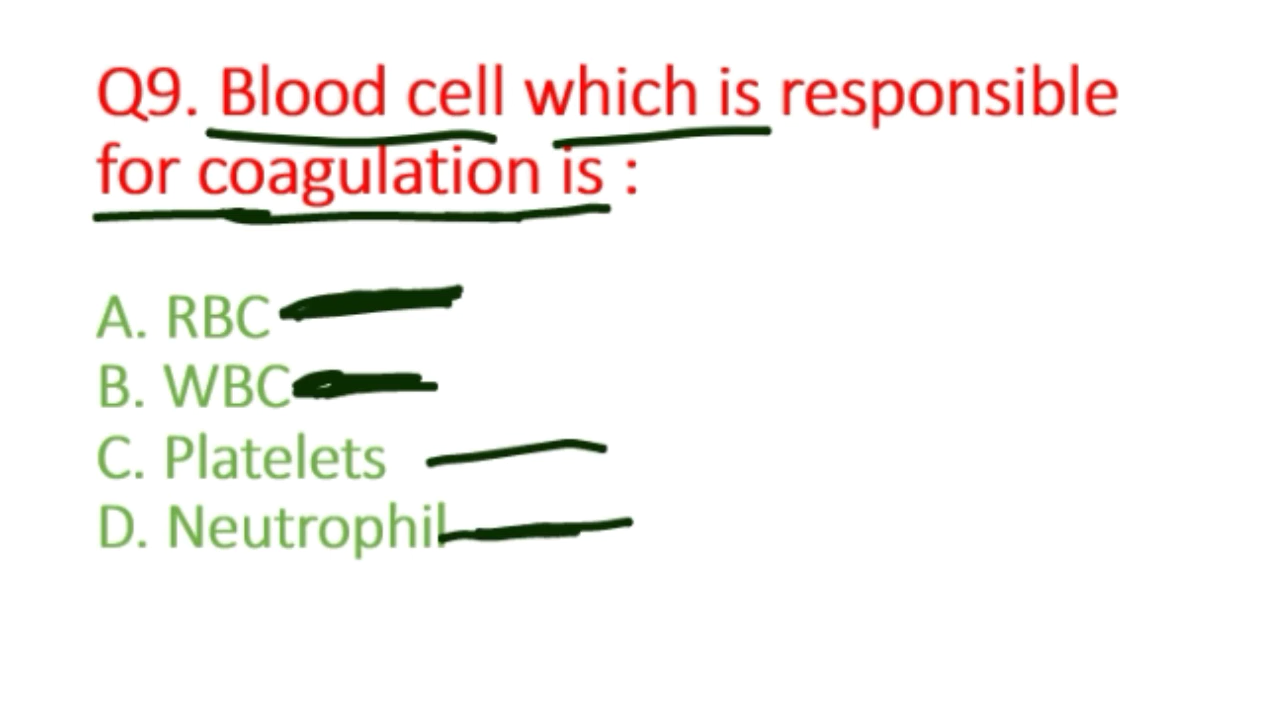 Q9. Blood cell which is responsible
for coagulation is :
A. RBC
B. WBC
C. Platelets
D. Neutrophil